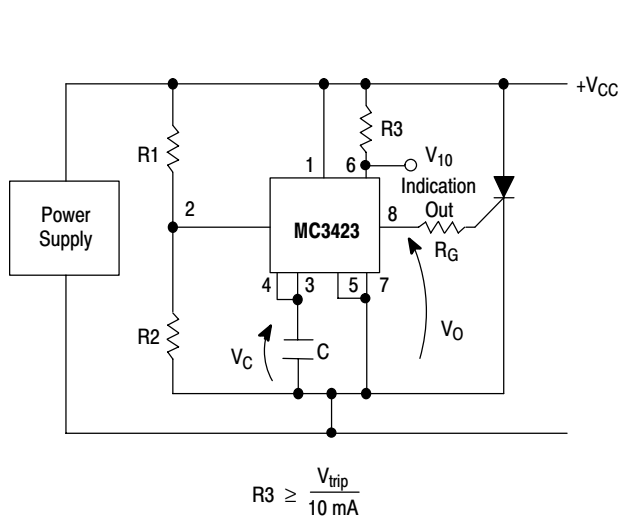 +VCC
R3
R1
V10
1
6
Indication
Out
2
8
Power
Supply
MC3423
RG
4
3
5
7
R2
VC
C
VO
R3 ≥ Vtrip
10 mA